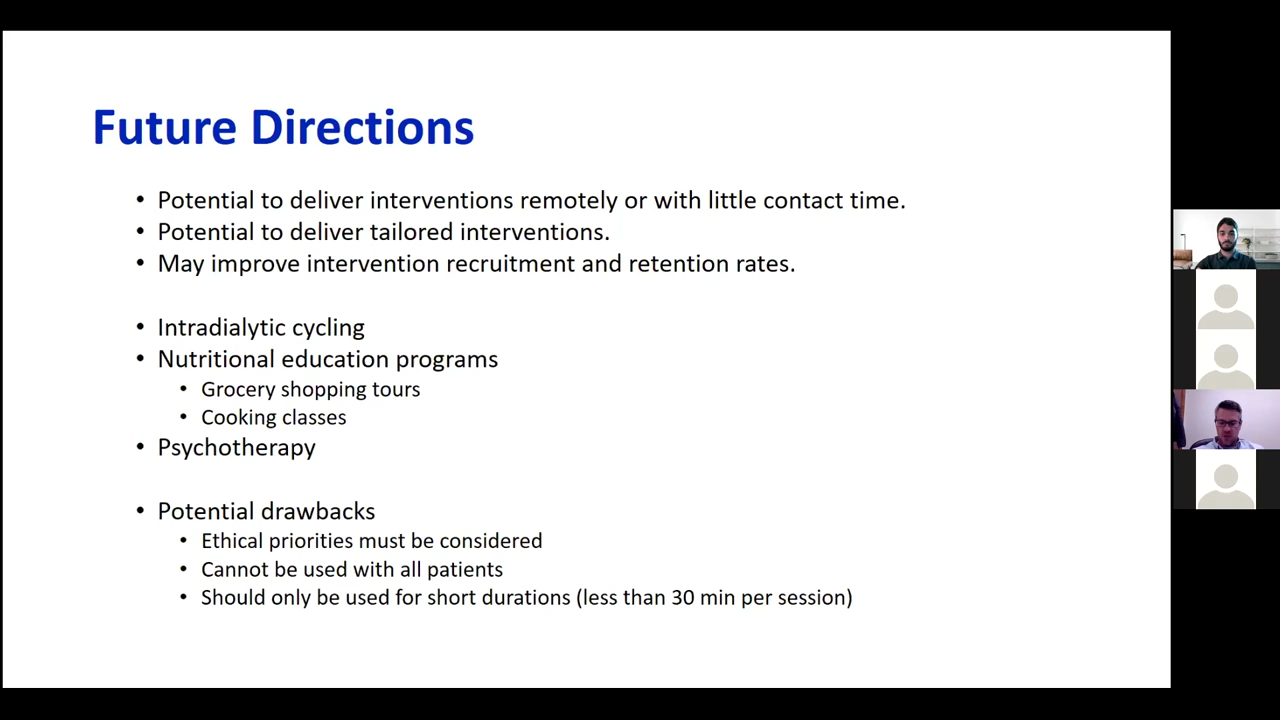 Future Directions
• Potential to deliver interventions remotely or with little contact time.
• Potential to deliver tailored interventions.
• May improve intervention recruitment and retention rates.
• Intradialytic cycling
• Nutritional education programs
• Grocery shopping tours
• Cooking classes
• Psychotherapy
• Potential drawbacks
• Ethical priorities must be considered
• Cannot be used with all patients
• Should only be used for short durations (less than 30 min per session)